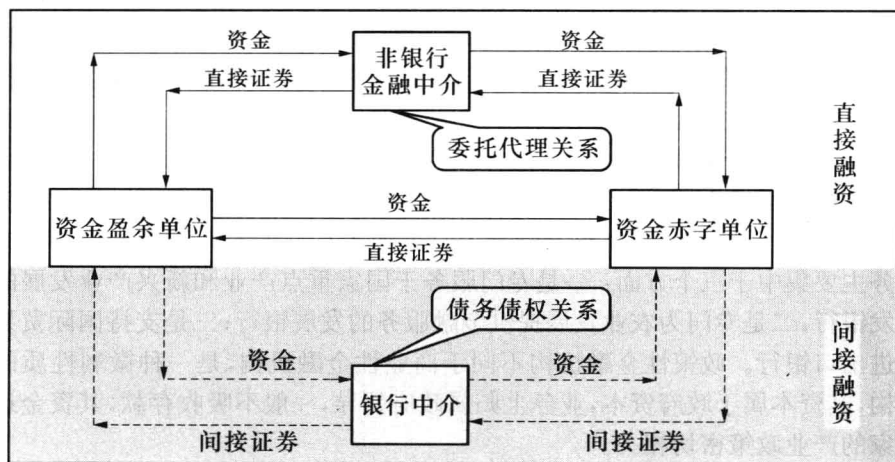 资金
非银行
金融中介
资金
直接证券
直接证券
委托代理关系
直接融资
资金盈余单位
资金
直接证券
资金赤字单位
债务债权关系
资金
银行中介
资金
间接证券
间接证券
间接融资